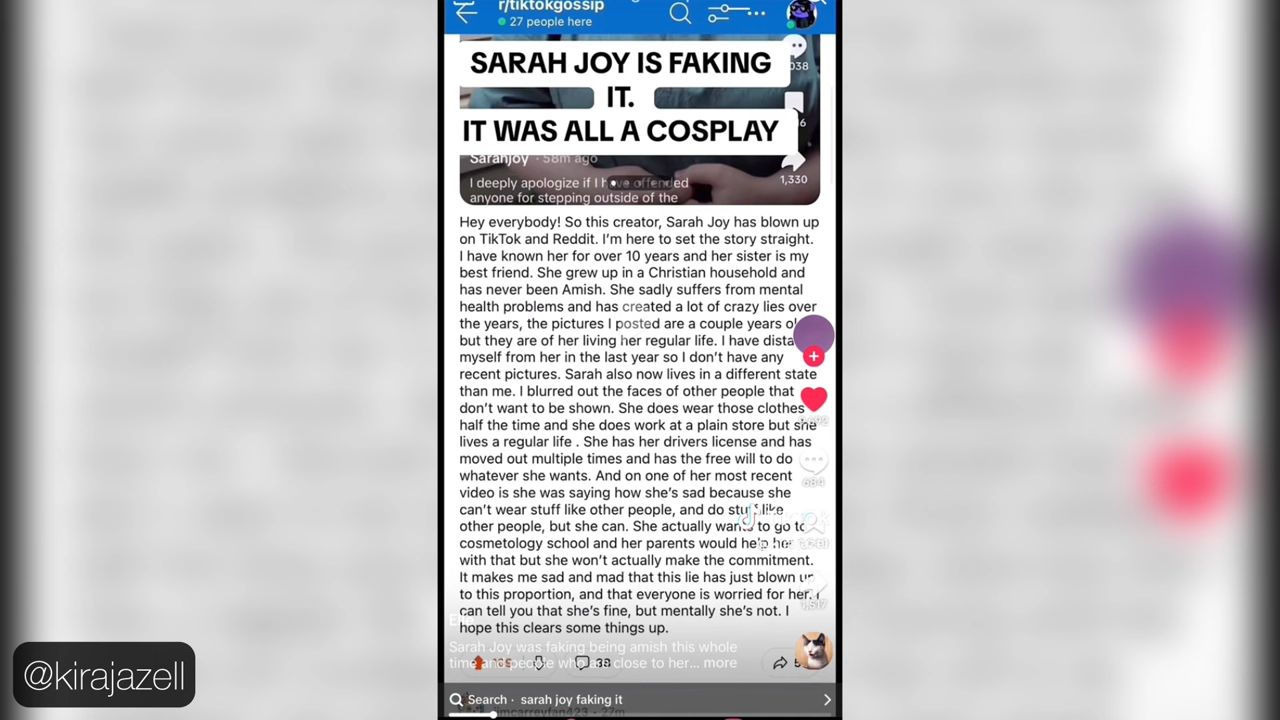 r/tiktokgossip
27 people here
SARAH JOY IS FAKING
IT.
IT WAS ALL A COSPLAY
Sarahjoy · 58m ago
I deeply apologize if I have offended
anyone for stepping outside of the
1,330
Hey everybody! So this creator, Sarah Joy has blown up
on TikTok and Reddit. I'm here to set the story straight.
I have known her for over 10 years and her sister is my
best friend. She grew up in a Christian household and
has never been Amish. She sadly suffers from mental
health problems and has created a lot of crazy lies over
the years, the pictures I posted are a couple years
but they are of her living her regular life. I have
myself from her in the last year so I don't have any
recent pictures. Sarah also now lives in a different state
than me. I blurred out the faces of other people that
don't want to be shown. She does wear those clothes
half the time and she does work at a plain store but she
lives a regular life . She has her drivers license and has
moved out multiple times and has the free will to do
whatever she wants. And on one of her most recent
video is she was saying how she's sad because she
can't wear stuff like other people, and do stuff like
other people, but she can. She actually wants to go to
cosmetology school and her parents would help her
with that but she won't actually make the commitment.
It makes me sad and mad that this lie has just blown up
to this proportion, and that everyone is worried for her. I
can tell you that she's fine, but mentally she's not. I
hope this clears some things up.
684
1,517
Sarah Joy was faking being amish this whole
time and people who are close to her... more
Search · sarah joy faking it
@kirajazell